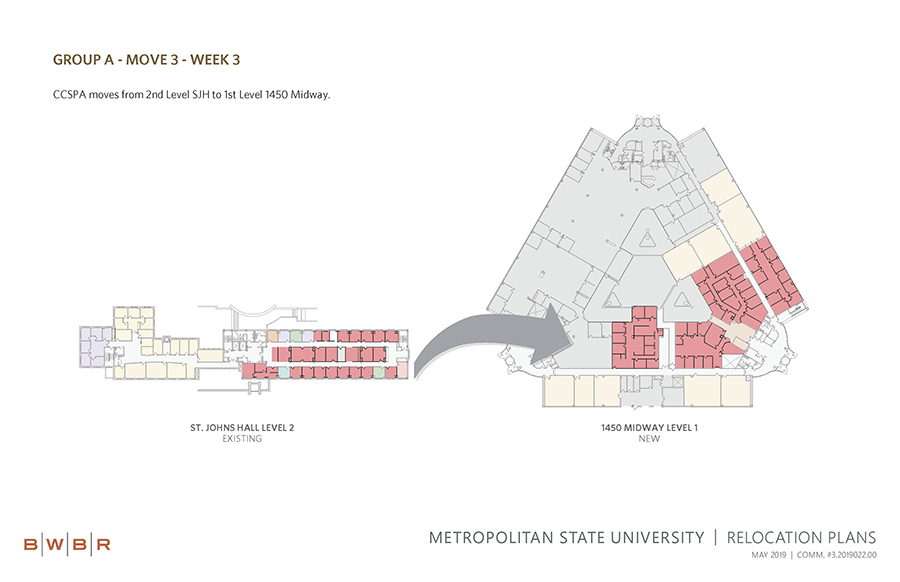 GROUP A - MOVE 3 - WEEK 3
CCSPA moves from 2nd Level SJH to 1st Level 1450 Midway.
ST. JOHNS HALL LEVEL 2
EXISTING
1450 MIDWAY LEVEL 1
NEW
B|W|B|R
METROPOLITAN STATE UNIVERSITY | RELOCATION PLANS
MAY 2019 | COMM. #3.2019022.00